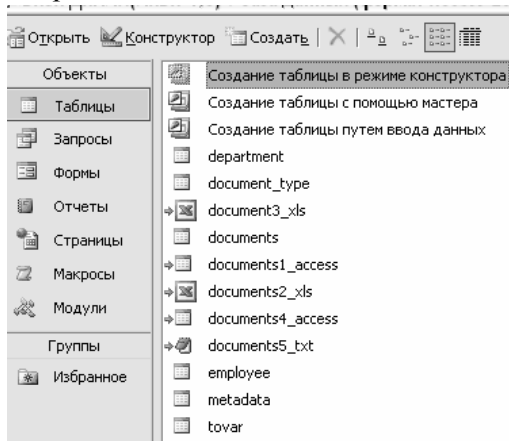 Открыть Конструктор Создать
Объекты
Таблицы
Запросы
Формы
Отчеты
Страницы
Макросы
Модули
Группы
Избранное
Создание таблицы в режиме конструктора
Создание таблицы с помощью мастера
Создание таблицы путем ввода данных
department
document_type
document3_xls
documents
documents1_access
documents2_xls
documents4_access
documents5_txt
employee
metadata
tovar